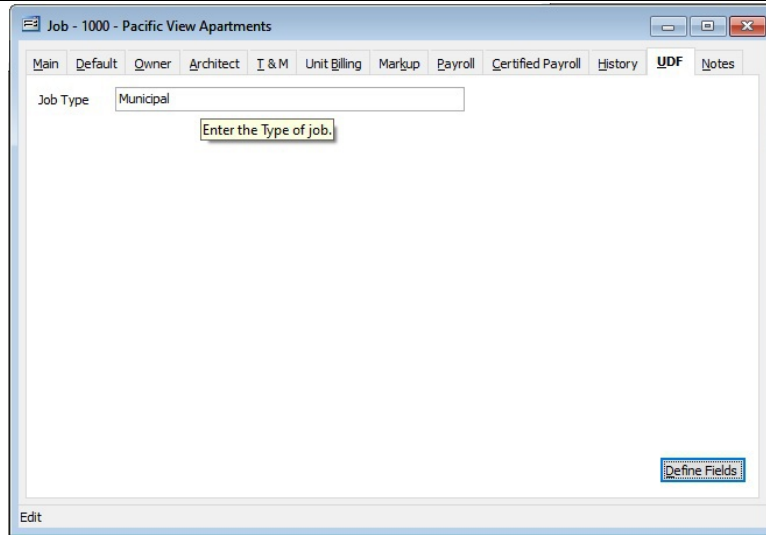 Job - 1000 - Pacific View Apartments
Main Default Owner Architect T & M Unit Billing Markup Payroll Certified Payroll History UDF Notes
Job Type Municipal
Enter the Type of job.
Define Fields
Edit